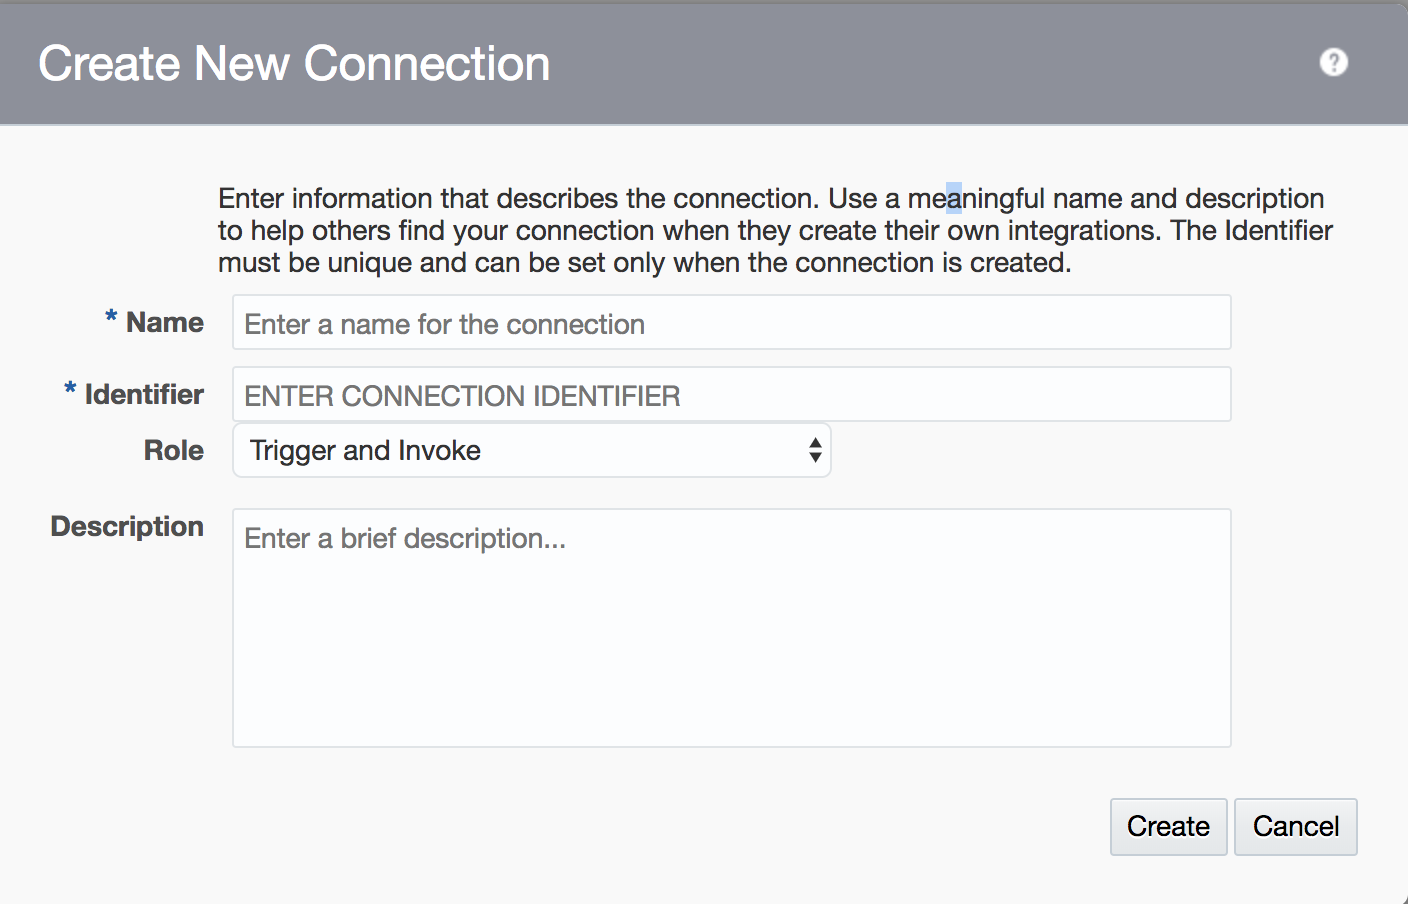 Create New Connection
?
Enter information that describes the connection. Use a meaningful name and description
to help others find your connection when they create their own integrations. The Identifier
must be unique and can be set only when the connection is created.
* Name
Enter a name for the connection
* Identifier
ENTER CONNECTION IDENTIFIER
Role
Trigger and Invoke
Description
Enter a brief description...
Create
Cancel